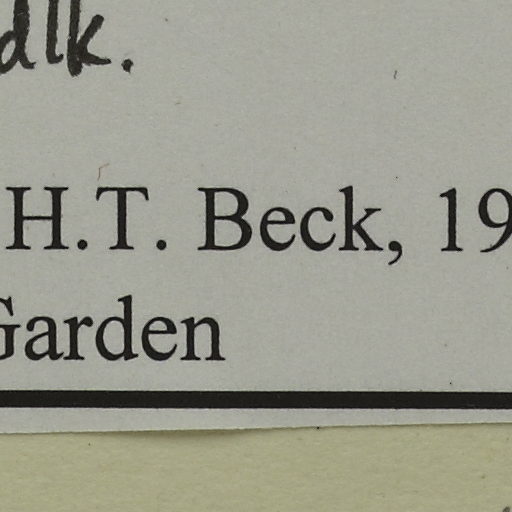 dlk.
H.T. Beck, 19
Garden